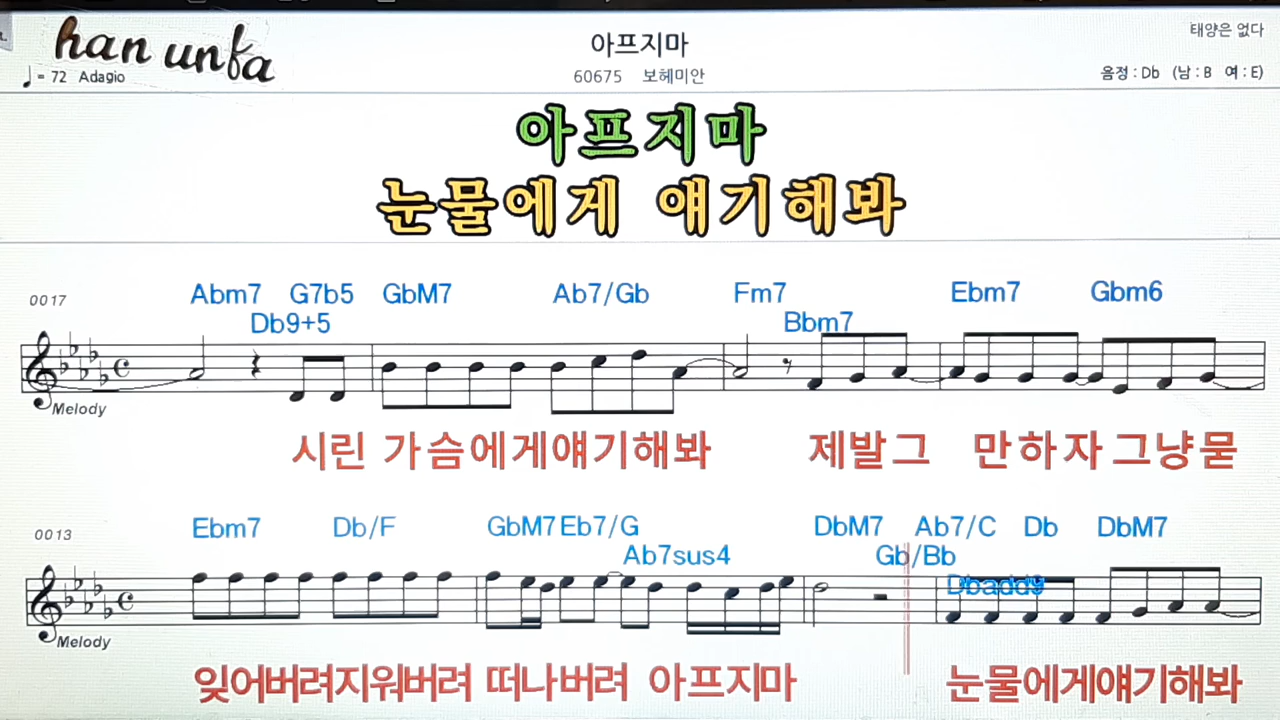 han unfa
태양은 없다
아프지마
♩= 72 Adagio
60675 보헤미안
음정 : Db (남 : B 여 : E)
아프지마
눈물에게 얘기해봐
0017
Abm7 G7b5 GbM7 Ab7/Gb Fm7 Ebm7 Gbm6
Db9+5 Bbm7
Melody
시린 가슴에게얘기해봐 제발그 만하자그냥묻
0013
Ebm7 Db/F GbM7 Eb7/G DbM7 Ab7/C Db DbM7
Ab7sus4 Gb/Bb
Dbadd9
Melody
잊어버려지워버려 떠나버려 아프지마 눈물에게얘기해봐